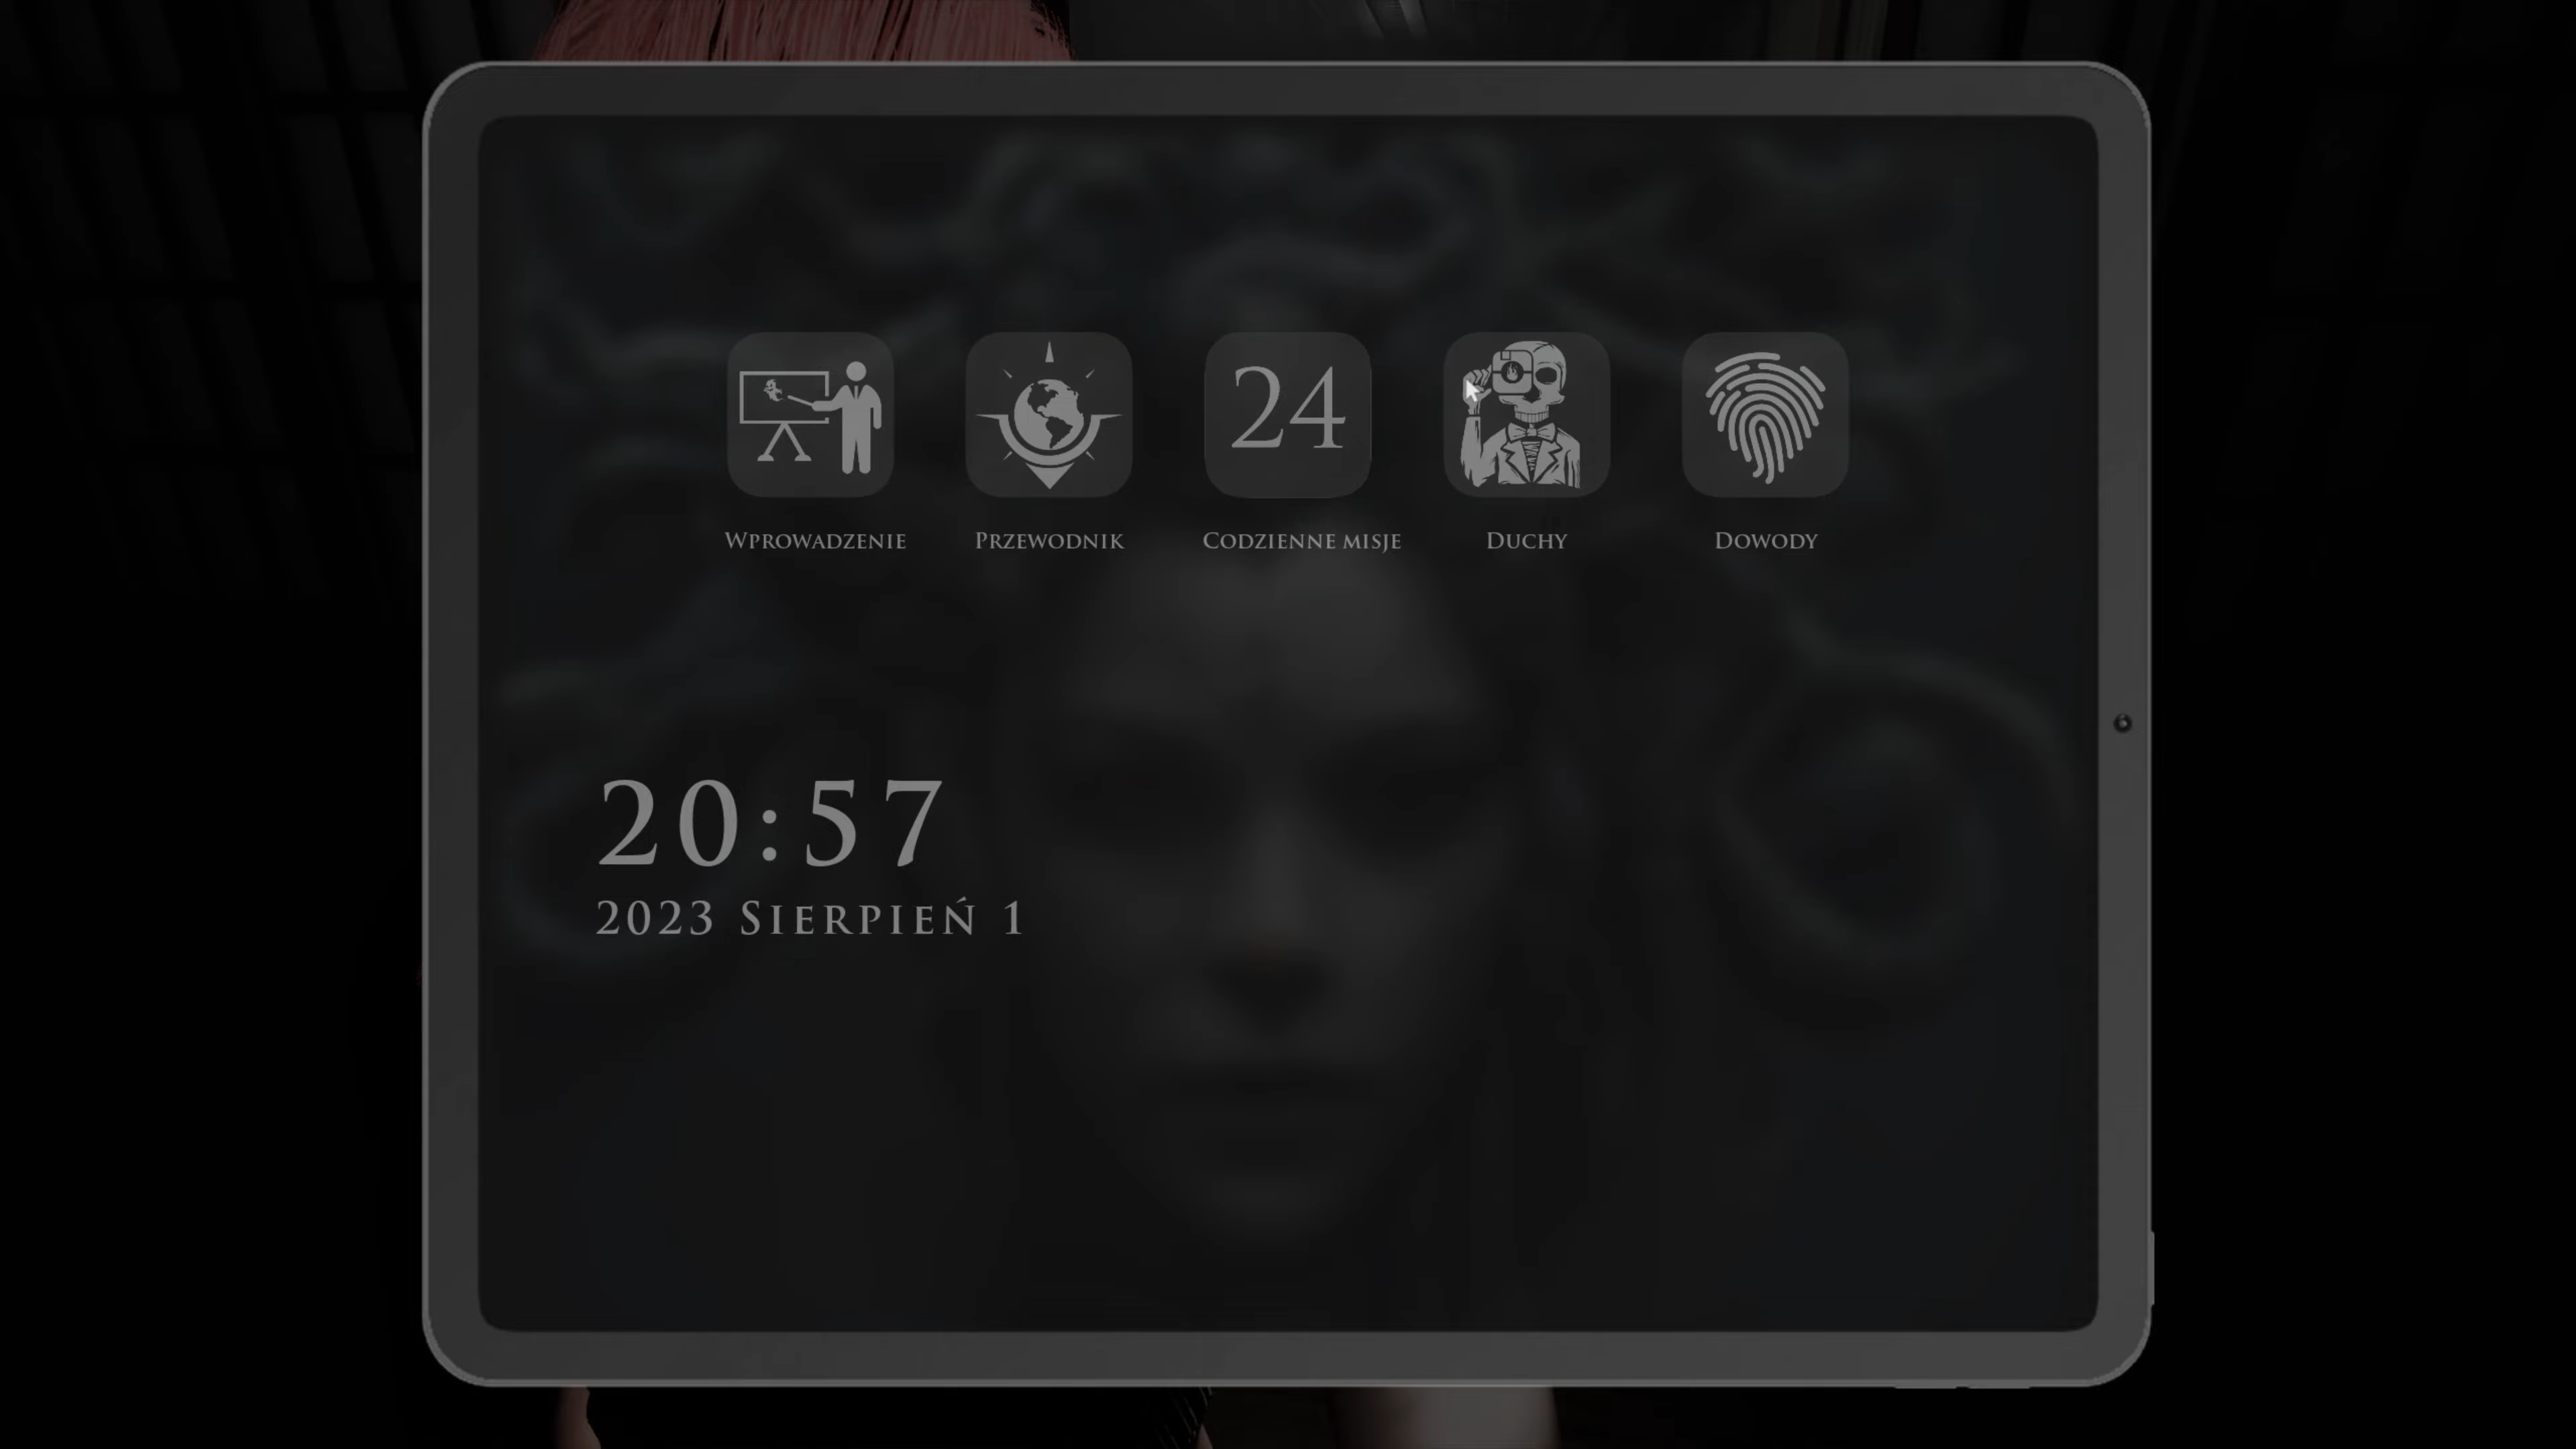 24
Wprowadzenie
Przewodnik
Codzienne misje
Duchy
Dowody
20:57
2023 Sierpień 1